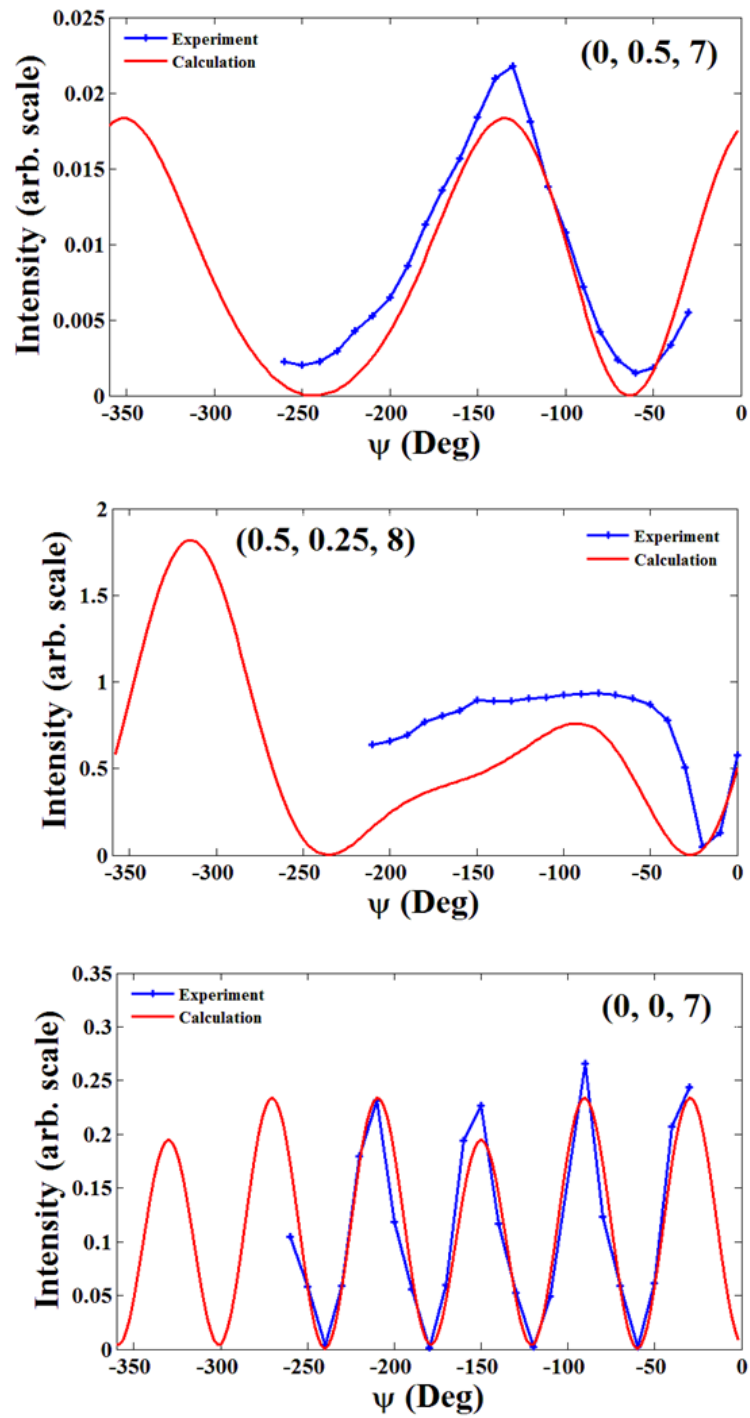 0.025
Experiment
Calculation
(0, 0.5, 7)
0.02
0.015
0.01
0.005
0
Intensity (arb. scale)
-350 -300 -250 -200 -150 -100 -50 0
ψ (Deg)
2
(0.5, 0.25, 8)
Experiment
Calculation
1.5
1
0.5
0
Intensity (arb. scale)
-350 -300 -250 -200 -150 -100 -50 0
ψ (Deg)
0.35
Experiment
Calculation
(0, 0, 7)
0.3
0.25
0.2
0.15
0.1
0.05
0
Intensity (arb. scale)
-350 -300 -250 -200 -150 -100 -50 0
ψ (Deg)